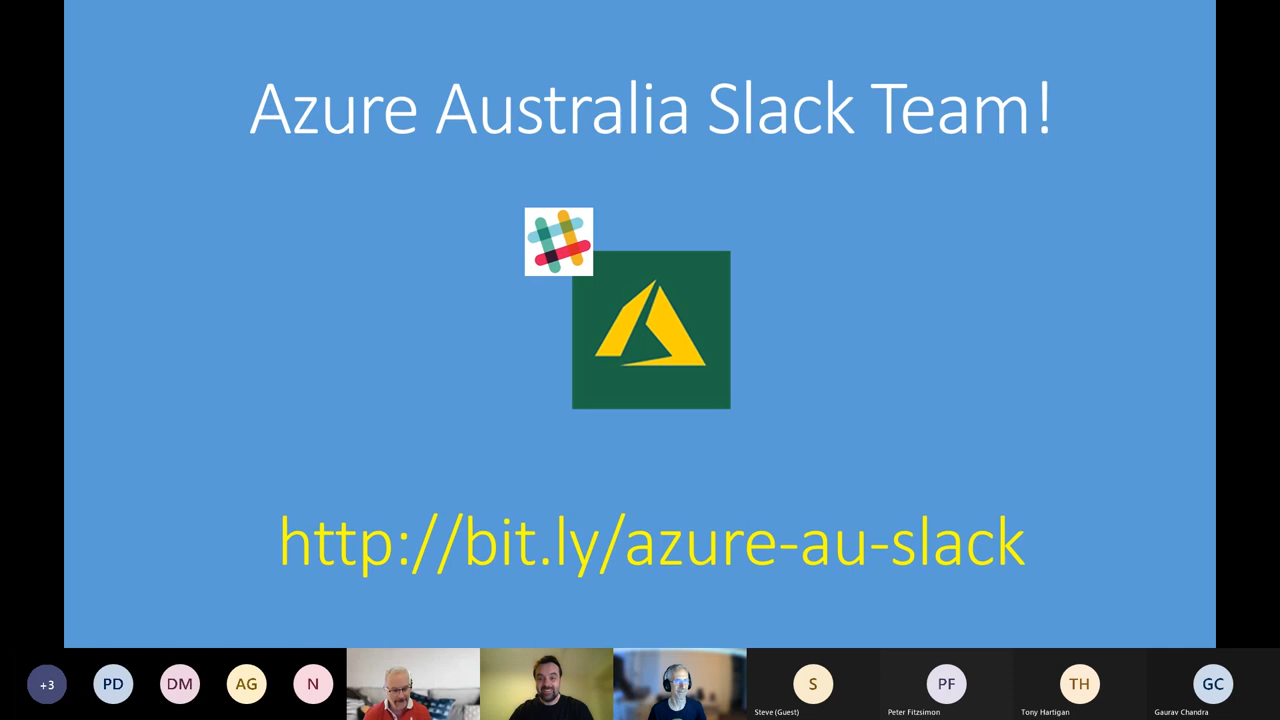 Azure Australia Slack Team!
http://bit.ly/azure-au-slack
+3
PD
DM
AG
N
S
PF
TH
GC
Steve (Guest)
Peter Fitzsimon
Tony Hartigan
Gaurav Chandra